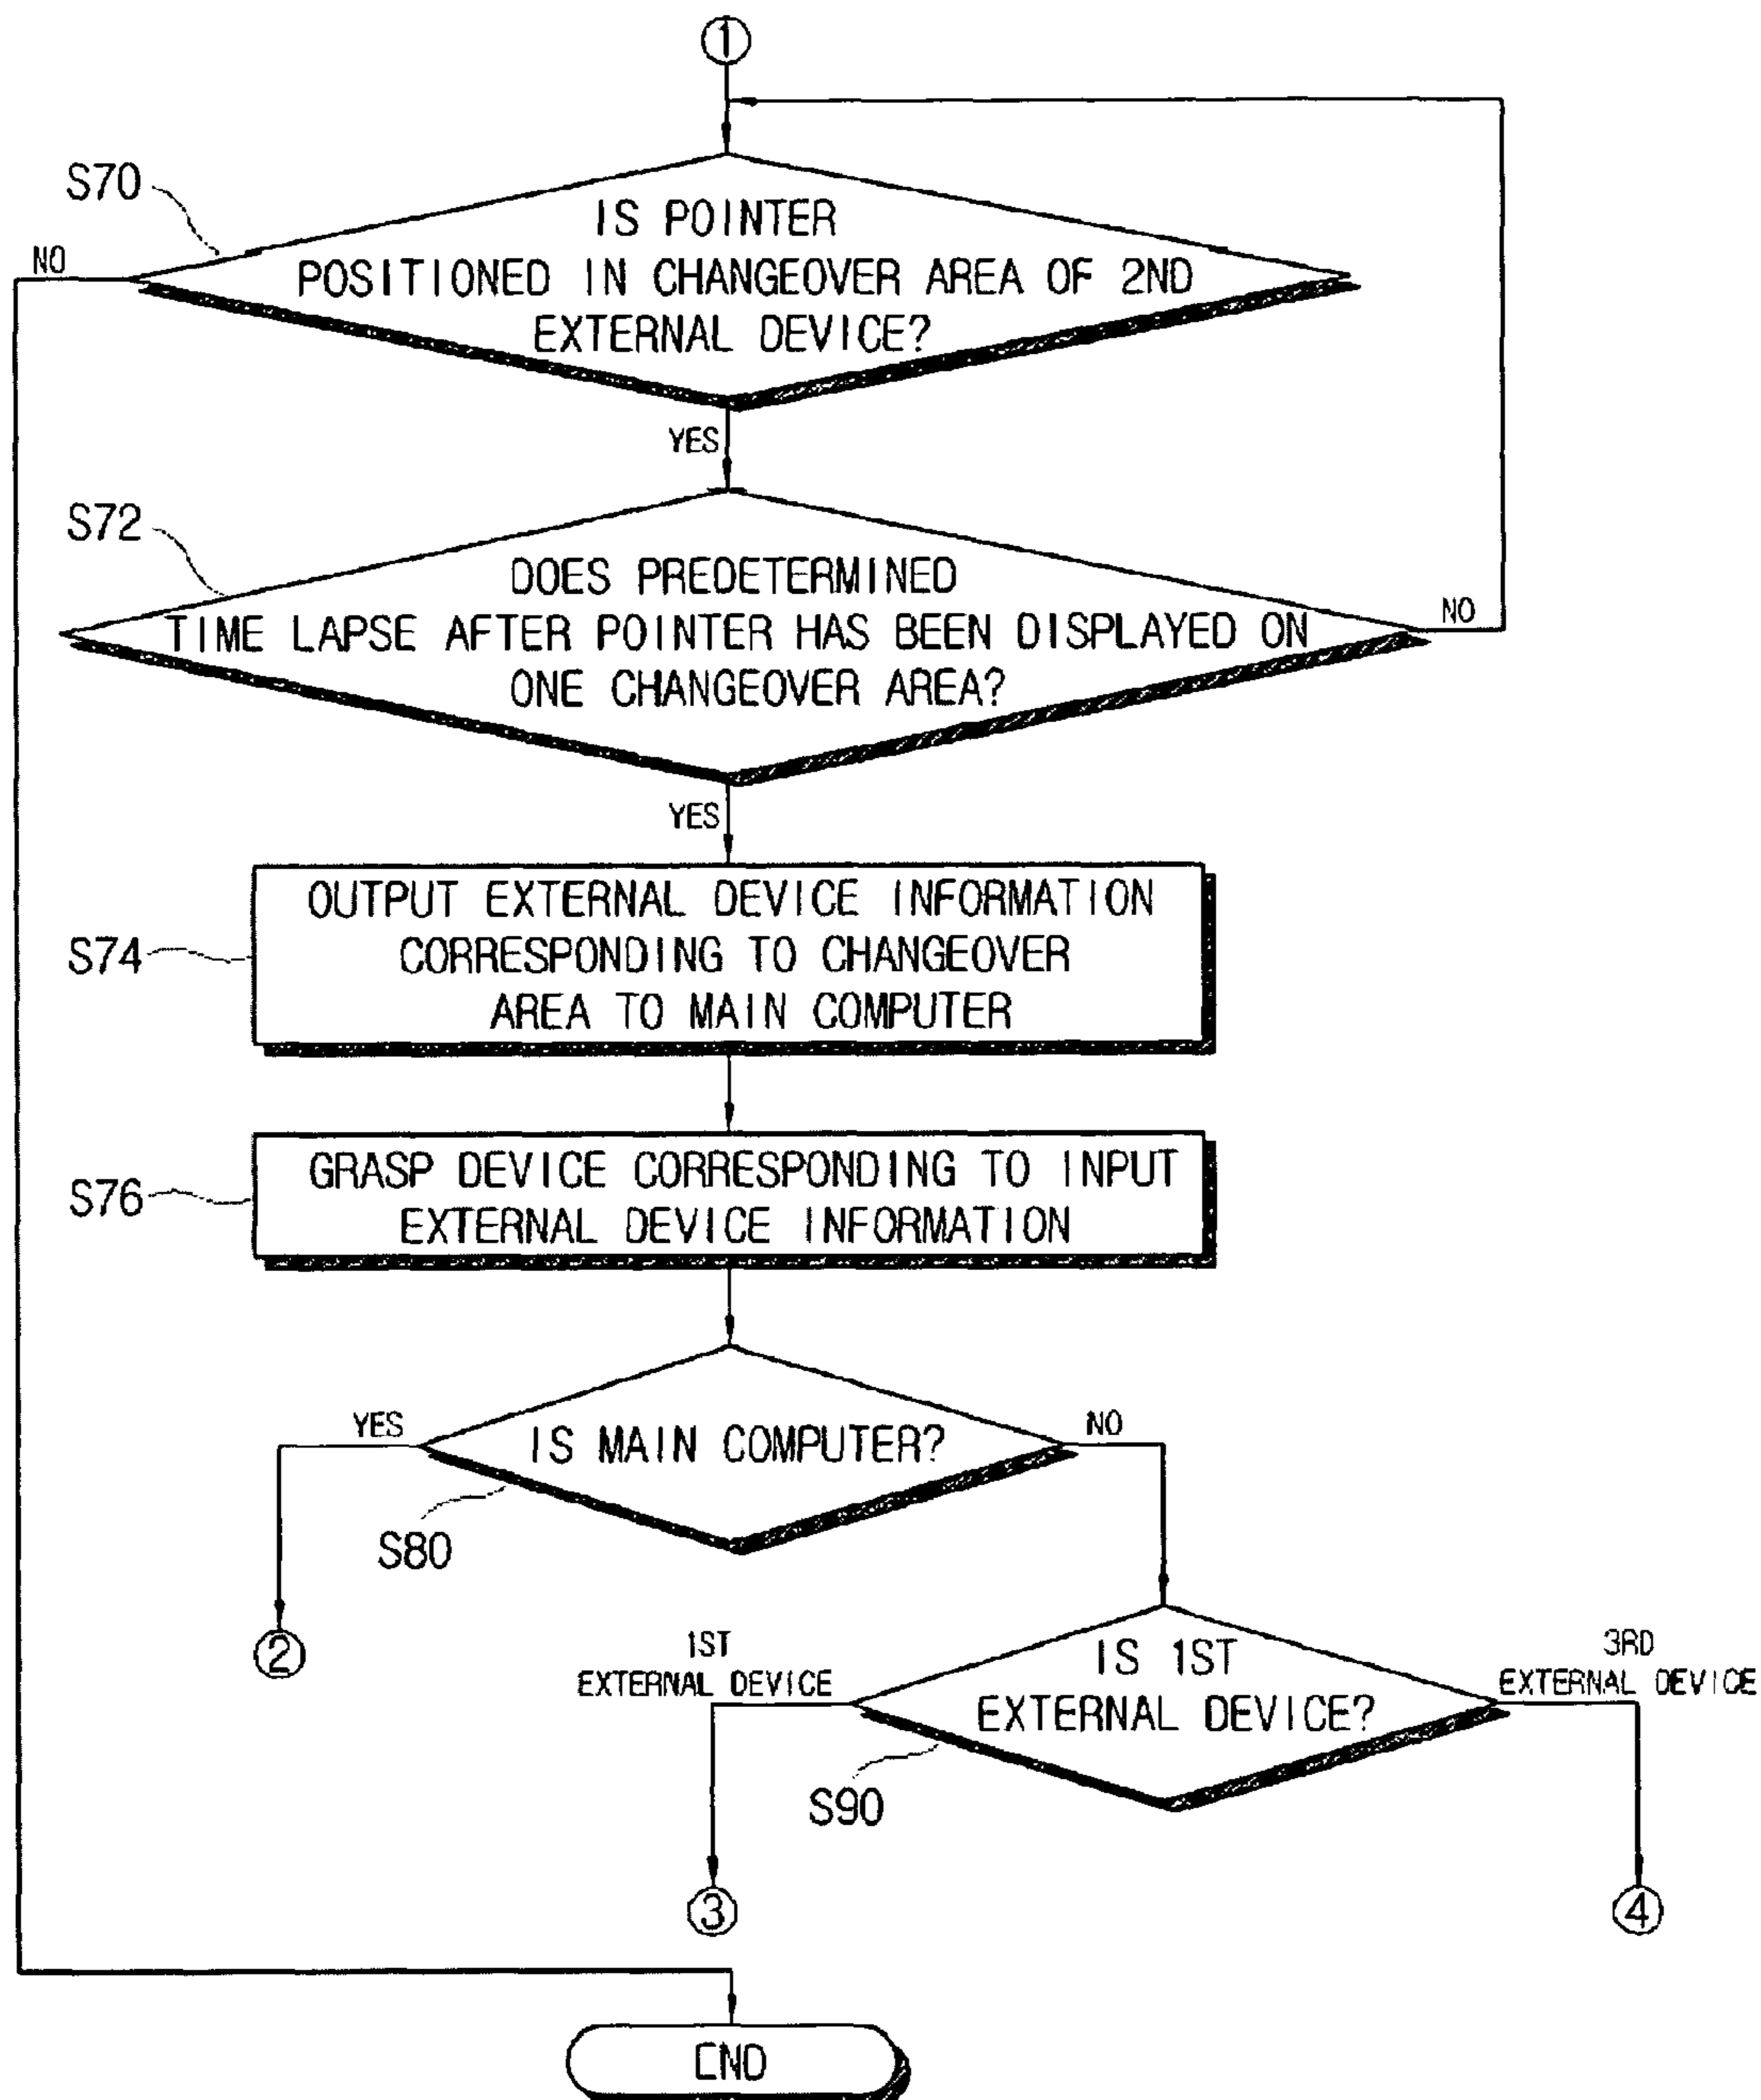 ①
S70
NO
IS POINTER
POSITIONED IN CHANGEOVER AREA OF 2ND
EXTERNAL DEVICE?
YES
S72
DOES PREDETERMINED
TIME LAPSE AFTER POINTER HAS BEEN DISPLAYED ON
ONE CHANGEOVER AREA?
NO
YES
S74
OUTPUT EXTERNAL DEVICE INFORMATION
CORRESPONDING TO CHANGEOVER
AREA TO MAIN COMPUTER
S76
GRASP DEVICE CORRESPONDING TO INPUT
EXTERNAL DEVICE INFORMATION
YES
IS MAIN COMPUTER?
NO
S80
②
1ST
EXTERNAL DEVICE
IS 1ST
EXTERNAL DEVICE?
3RD
EXTERNAL DEVICE
S90
③
④
END